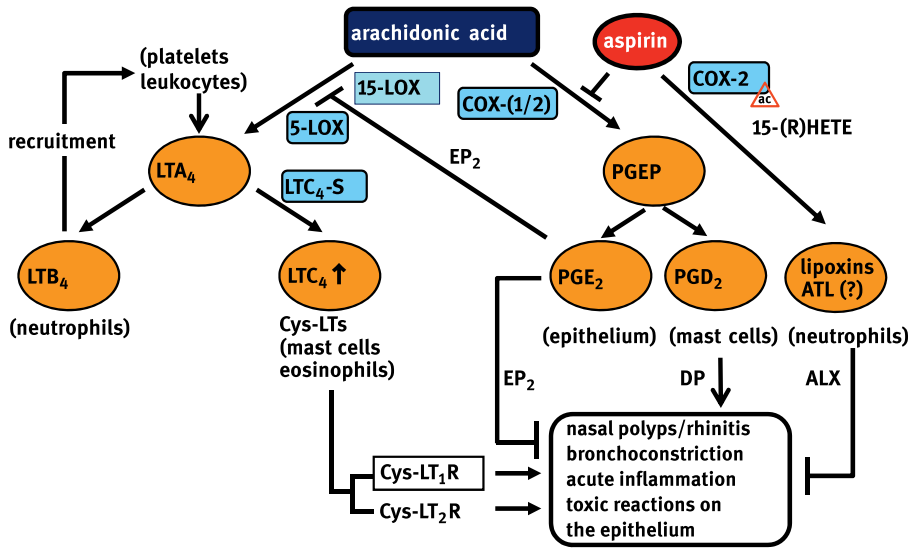 arachidonic acid
aspirin
(platelets
leukocytes)
15-LOX
COX-(1/2)
COX-2
ac
5-LOX
15-(R)HETE
recruitment
EP₂
LTA₄
LTC₄-S
PGEP
LTB₄
LTC₄ ↑
PGE₂
PGD₂
lipoxins
ATL (?)
(neutrophils)
Cys-LTs
(mast cells
eosinophils)
(epithelium)
(mast cells)
(neutrophils)
EP₂
DP
ALX
nasal polyps/rhinitis
bronchoconstriction
acute inflammation
toxic reactions on
the epithelium
Cys-LT₁R
Cys-LT₂R